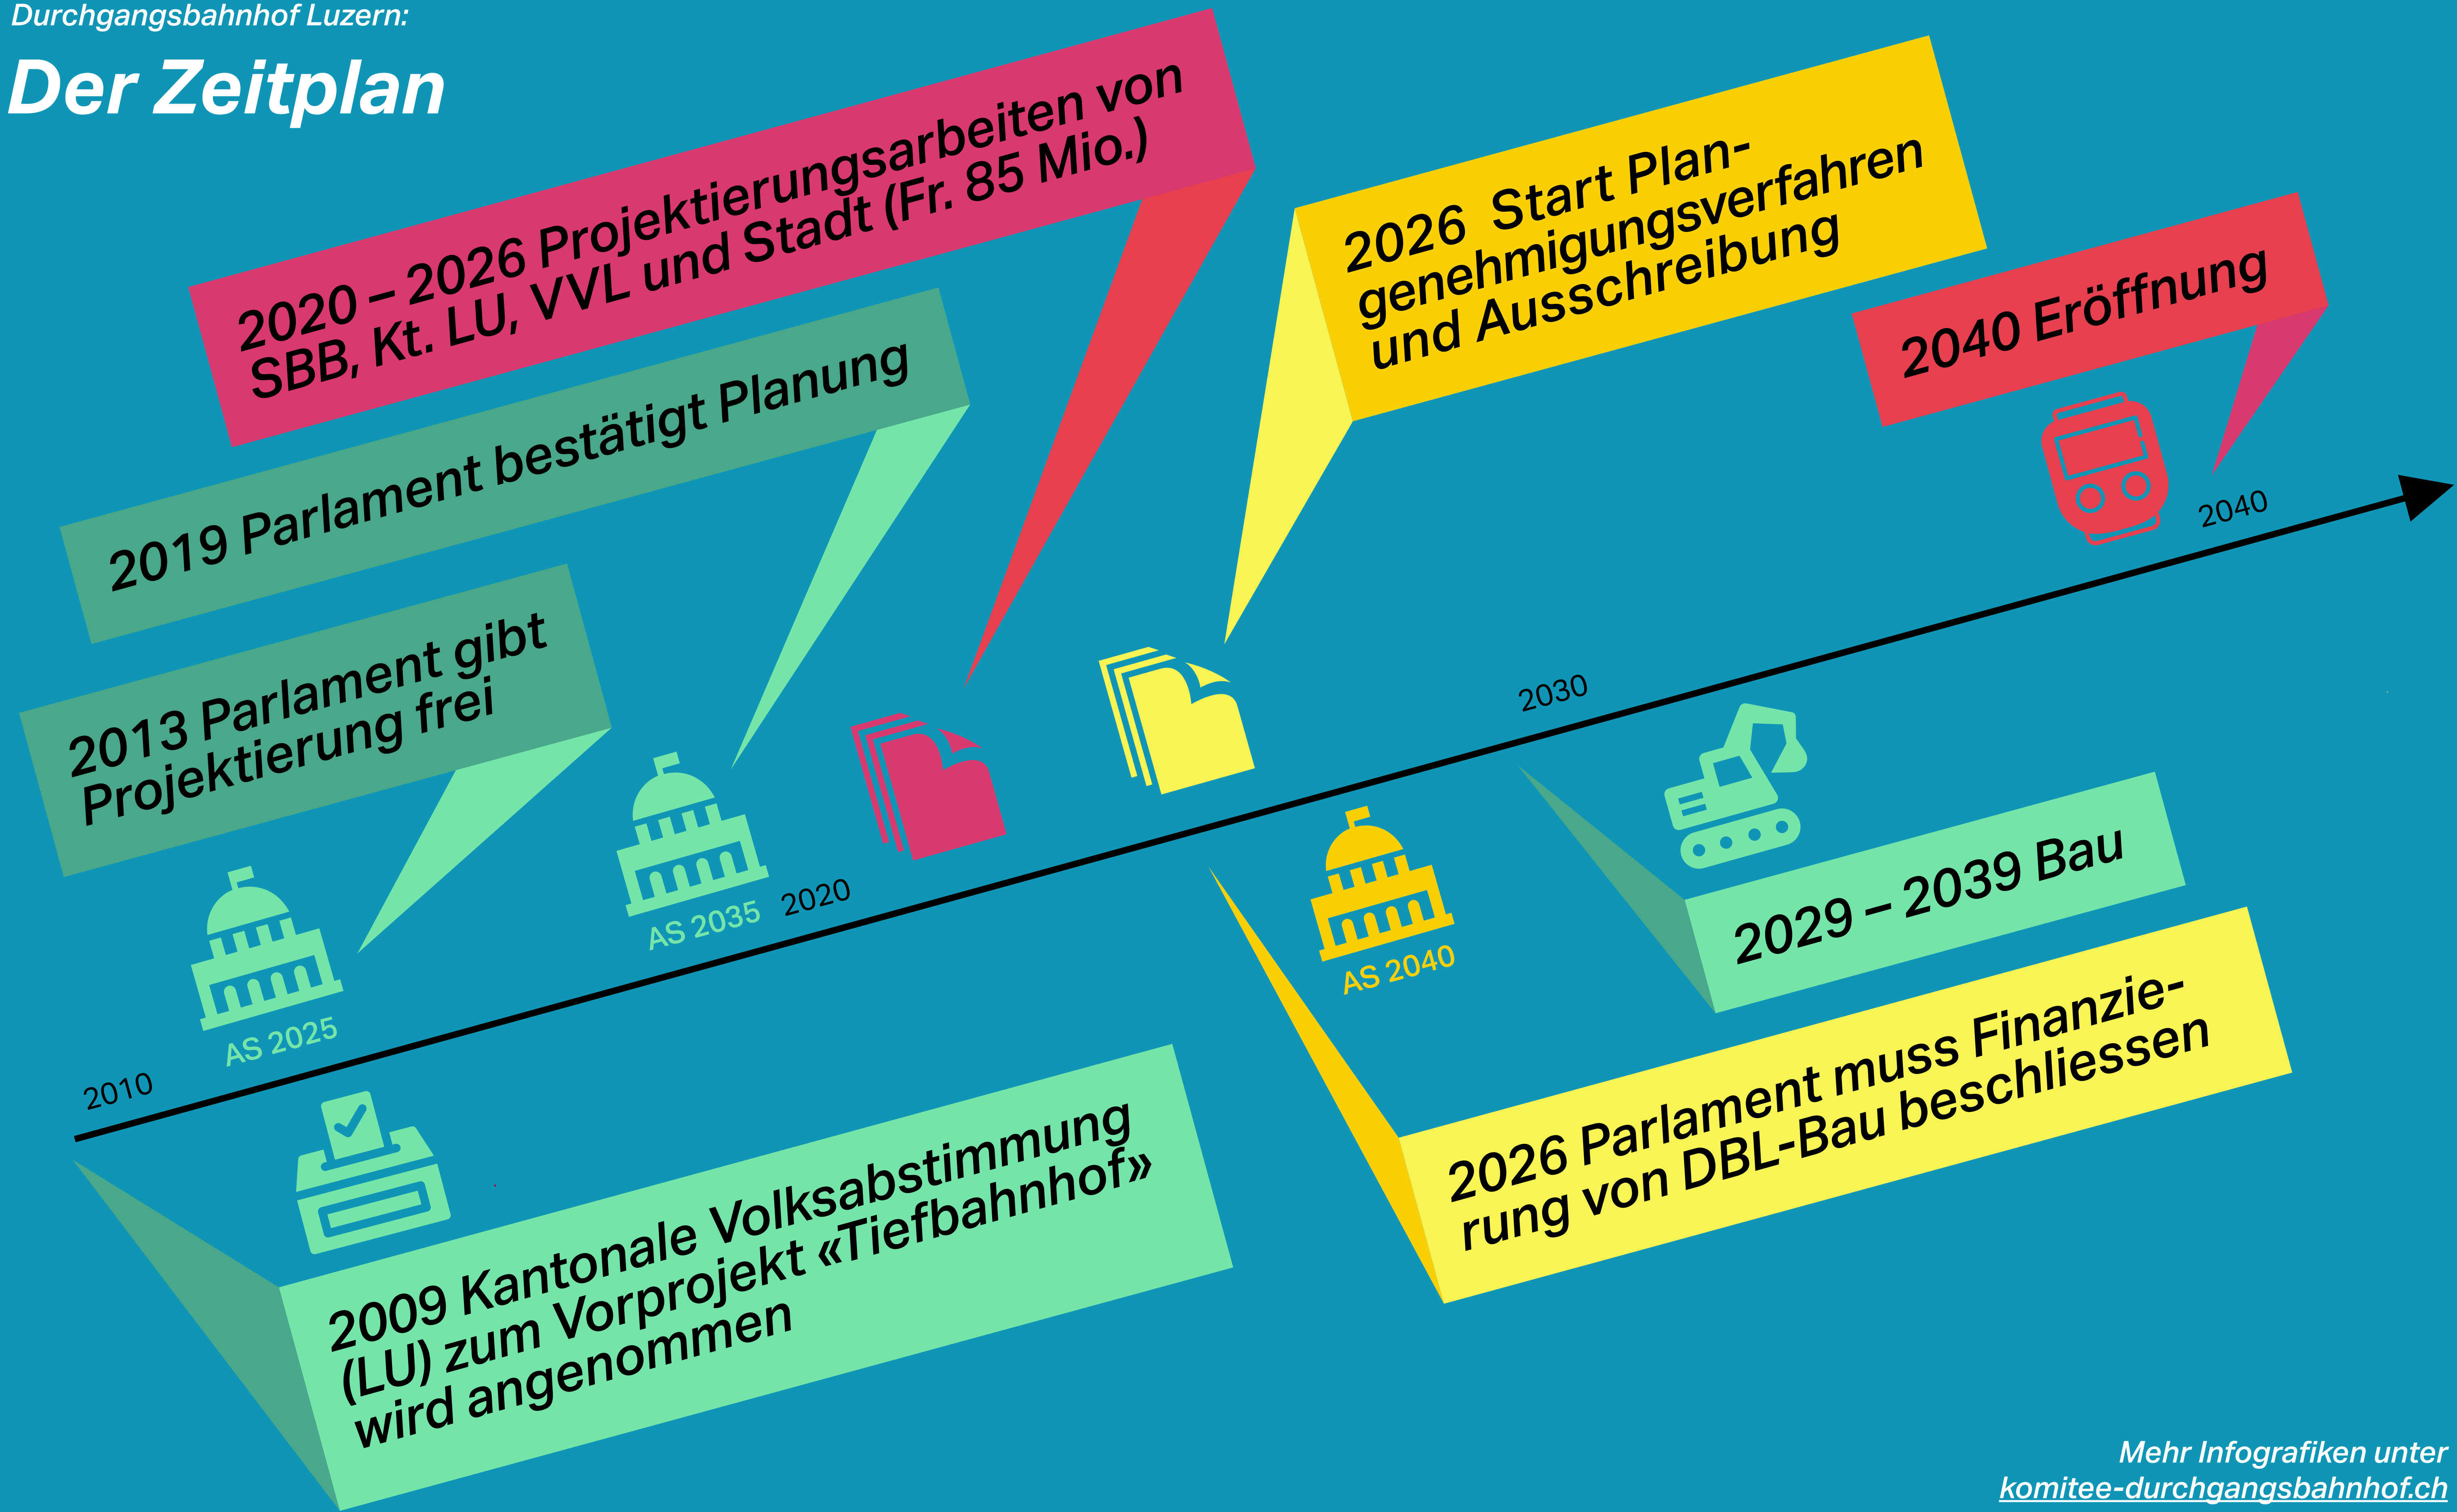 Durchgangsbahnhof Luzern:
Der Zeitplan
2020 – 2026 Projektierungsarbeiten von
SBB, Kt. LU, VVL und Stadt (Fr. 85 Mio.)
2026 Start Plan-
genehmigungsverfahren
und Ausschreibung
2040 Eröffnung
2019 Parlament bestätigt Planung
2013 Parlament gibt
Projektierung frei
AS 2025
AS 2035
AS 2040
2010
2020
2030
2040
2029 – 2039 Bau
2026 Parlament muss Finanzie-
rung von DBL-Bau beschliessen
2009 Kantonale Volksabstimmung
(LU) zum Vorprojekt «Tiefbahnhof»
wird angenommen
Mehr Infografiken unter
komitee-durchgangsbahnhof.ch